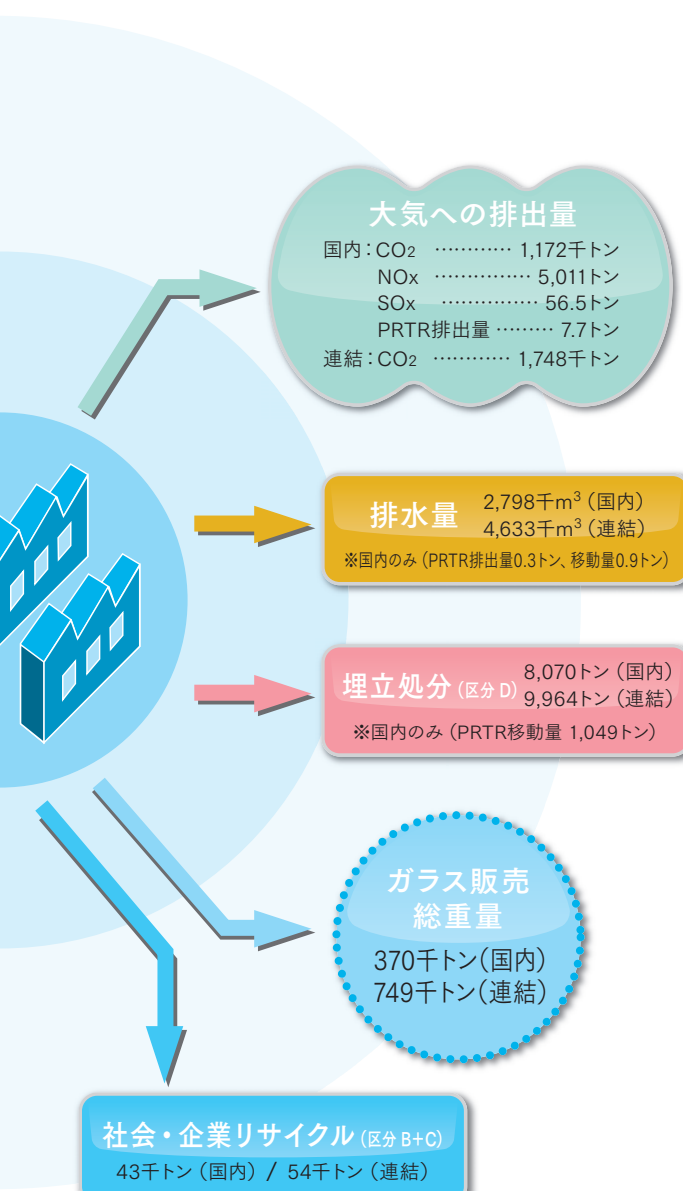 大気への排出量
国内：CO2 ………… 1,172千トン
NOx …………… 5,011トン
SOx …………… 56.5トン
PRTR排出量 ……… 7.7トン
連結：CO2 ………… 1,748千トン
排水量
2,798千m³（国内）
4,633千m³（連結）
※国内のみ（PRTR排出量0.3トン、移動量0.9トン）
埋立処分（区分 D）
8,070トン（国内）
9,964トン（連結）
※国内のみ（PRTR移動量 1,049トン）
ガラス販売
総重量
370千トン（国内）
749千トン（連結）
社会・企業リサイクル（区分 B+C）
43千トン（国内） / 54千トン（連結）